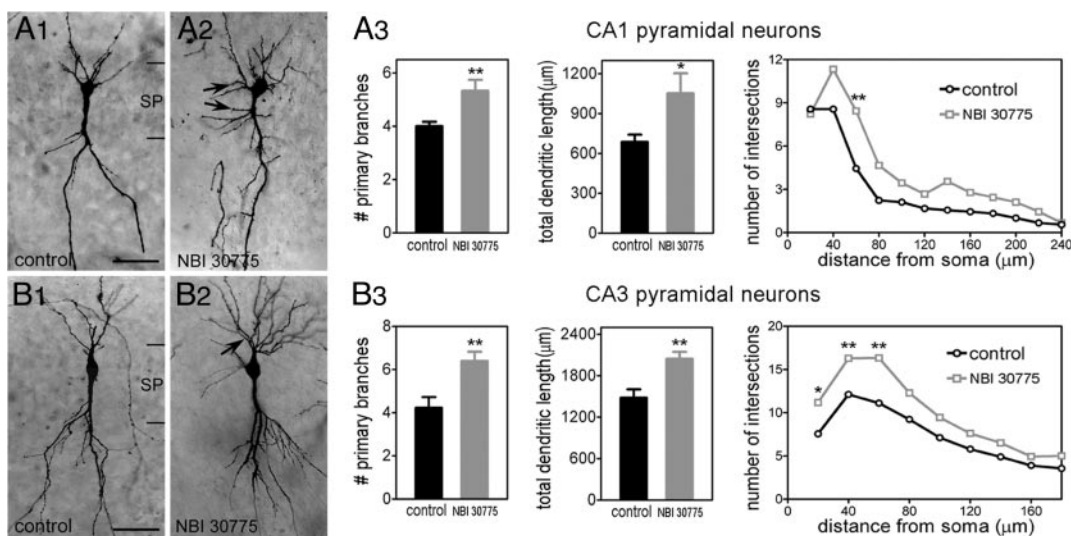 A1
A2
SP
control
NBI 30775
A3
CA1 pyramidal neurons
# primary branches
6
4
2
0
control
NBI 30775
**
total dendritic length(µm)
1200
900
600
300
0
control
NBI 30775
*
number of intersections
12
9
6
3
0
**
control
NBI 30775
0 40 80 120 160 200 240
distance from soma (µm)
B1
B2
SP
control
NBI 30775
B3
CA3 pyramidal neurons
# primary branches
8
6
4
2
0
control
NBI 30775
**
total dendritic length(µm)
2400
1800
1200
600
0
control
NBI 30775
**
number of intersections
20
15
10
5
0
*
**
**
control
NBI 30775
0 40 80 120 160
distance from soma (µm)